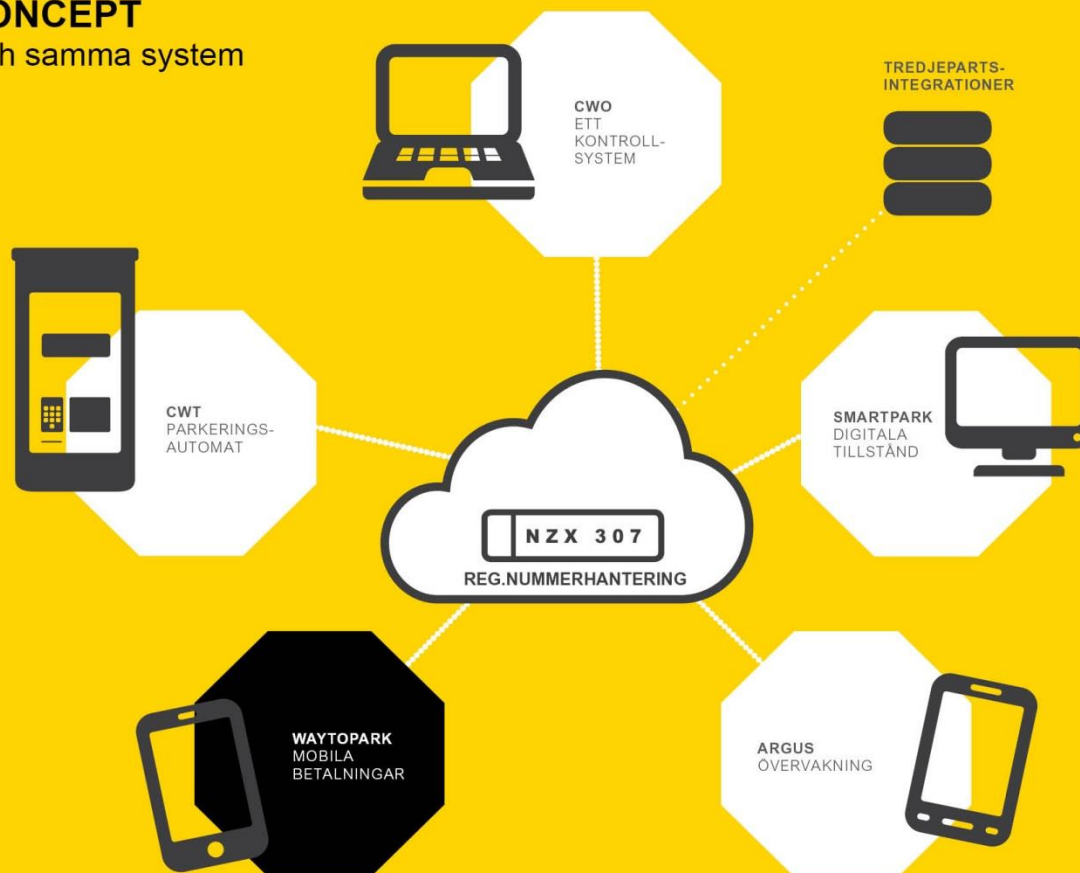 ONCEPT
h samma system
CWO
ETT
KONTROLL-
SYSTEM
TREDJEPARTS-
INTEGRATIONER
CWT
PARKERINGS-
AUTOMAT
SMARTPARK
DIGITALA
TILLSTÅND
NZX 307
REG.NUMMERHANTERING
WAYTOPARK
MOBILA
BETALNINGAR
ARGUS
ÖVERVAKNING